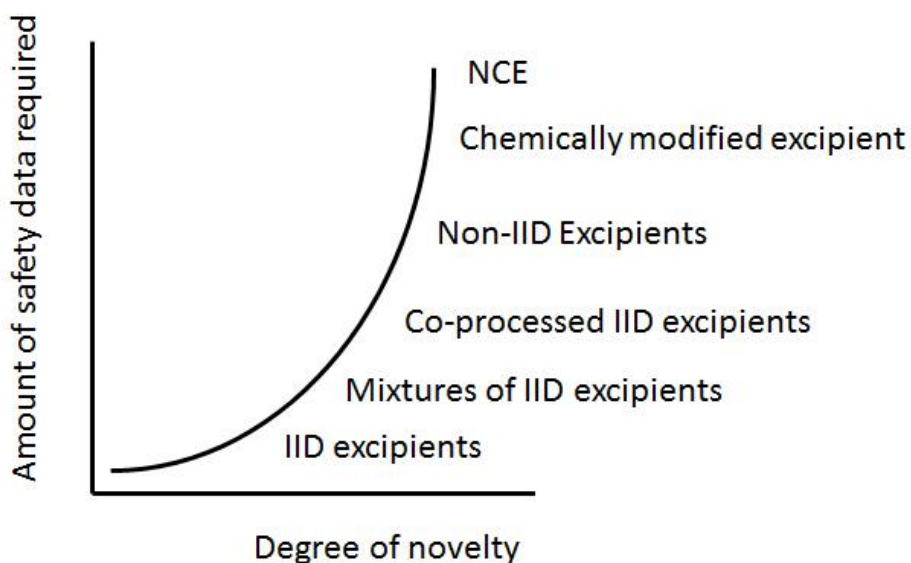 Amount of safety data required
NCE
Chemically modified excipient
Non-IID Excipients
Co-processed IID excipients
Mixtures of IID excipients
IID excipients
Degree of novelty